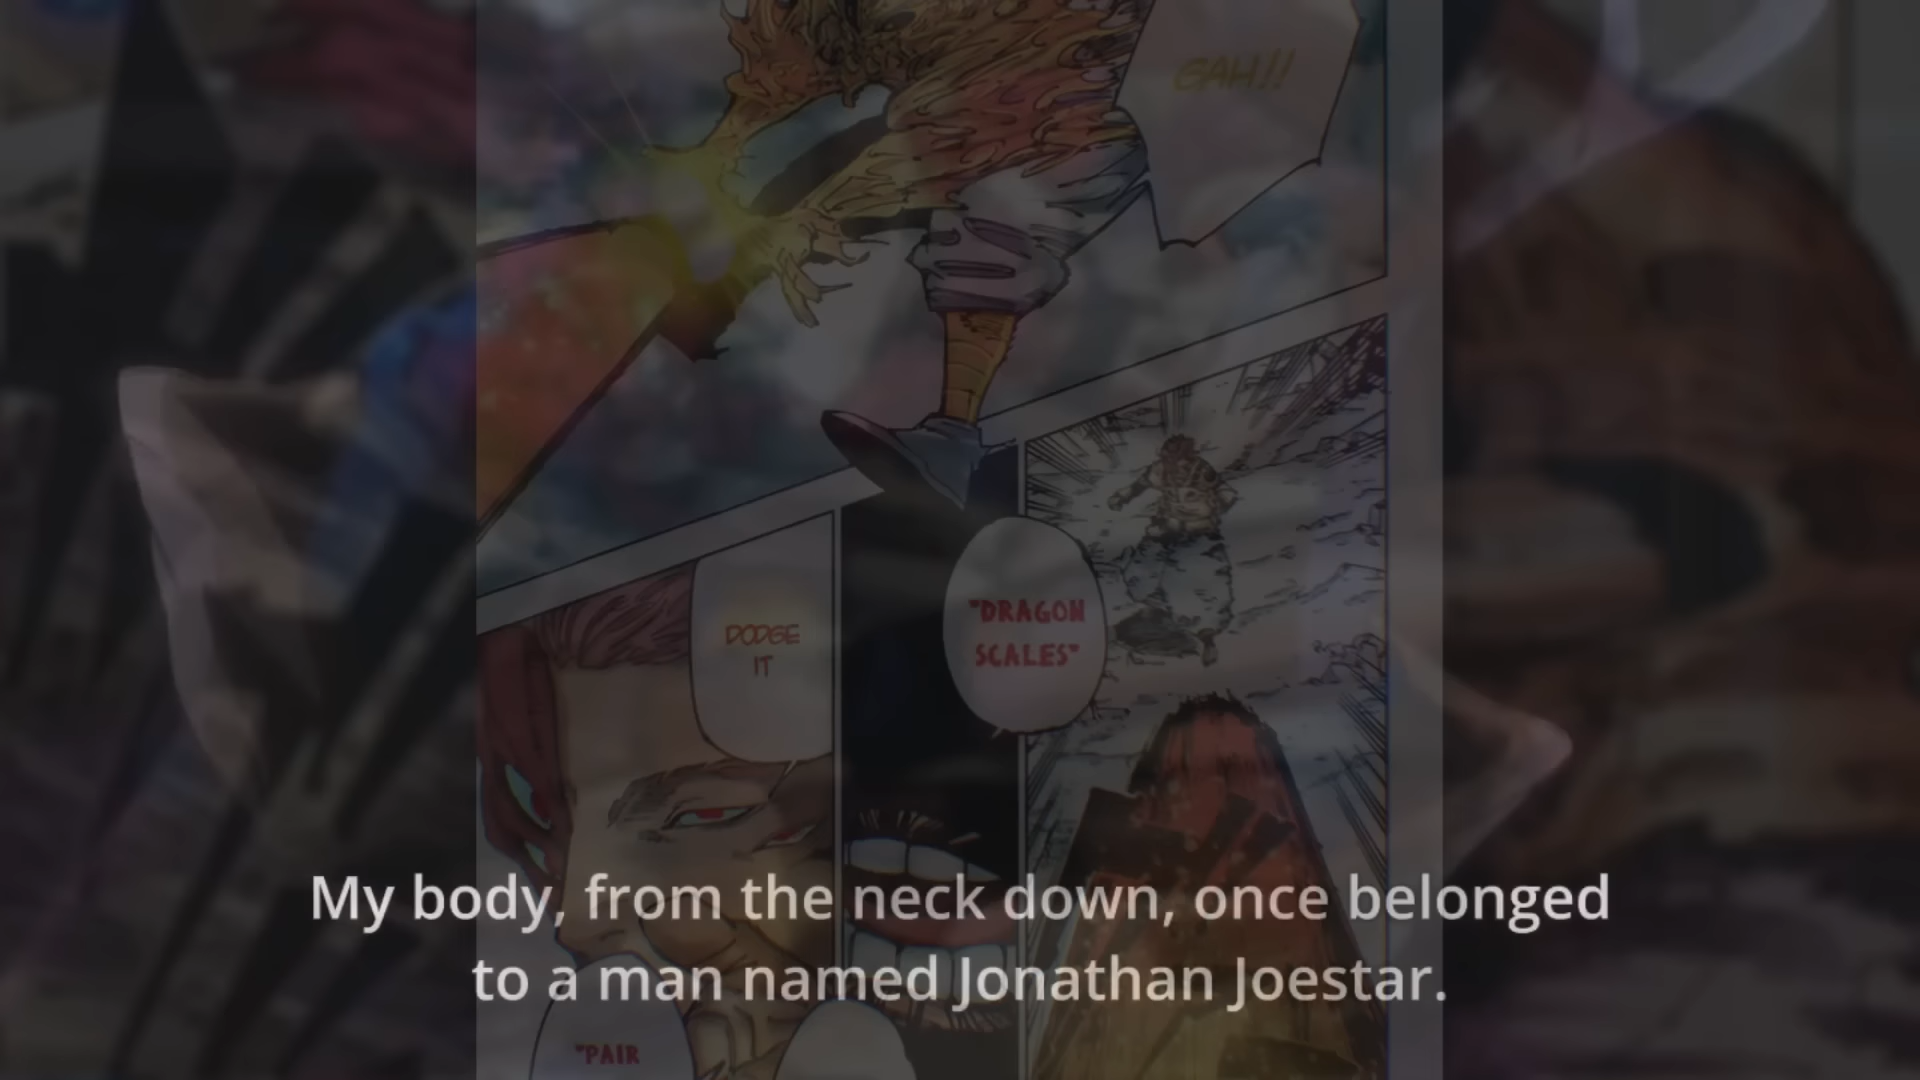 GAH!!
DODGE
IT
"DRAGON
SCALES"
My body, from the neck down, once belonged
to a man named Jonathan Joestar.
"PAIR